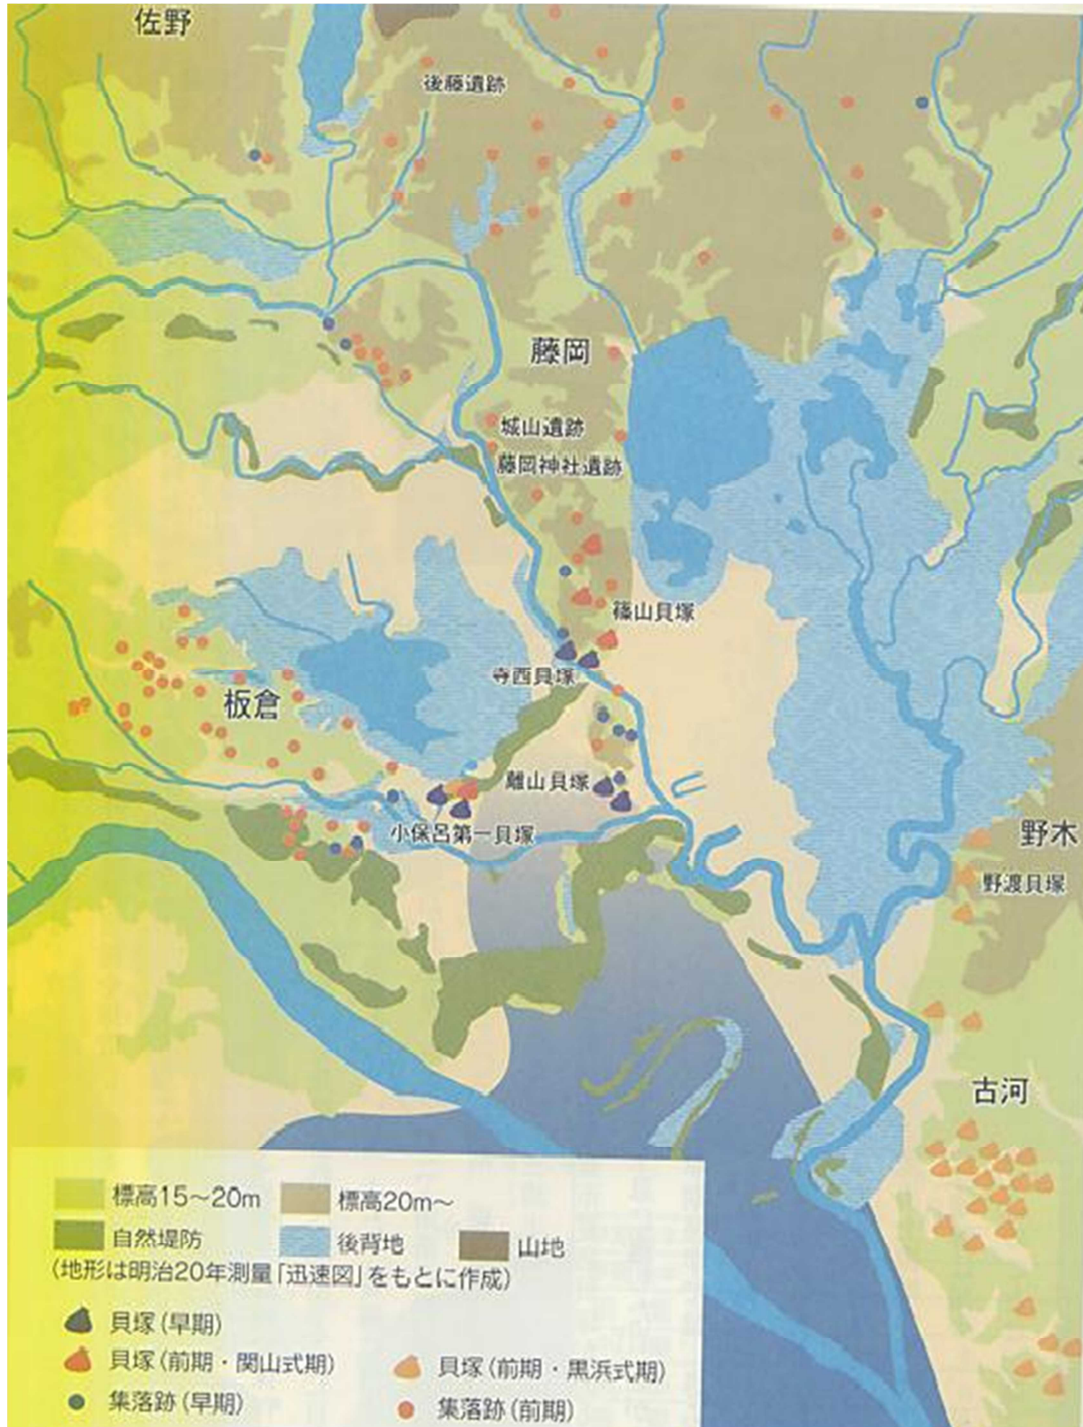 佐野
後藤遺跡
藤岡
城山遺跡
藤岡神社遺跡
篠山貝塚
寺西貝塚
板倉
離山貝塚
小保呂第一貝塚
野木
野渡貝塚
古河
標高15～20m
標高20m～
自然堤防
後背地
山地
(地形は明治20年測量「迅速図」をもとに作成)
貝塚(早期)
貝塚(前期・関山式期)
貝塚(前期・黒浜式期)
集落跡(早期)
集落跡(前期)